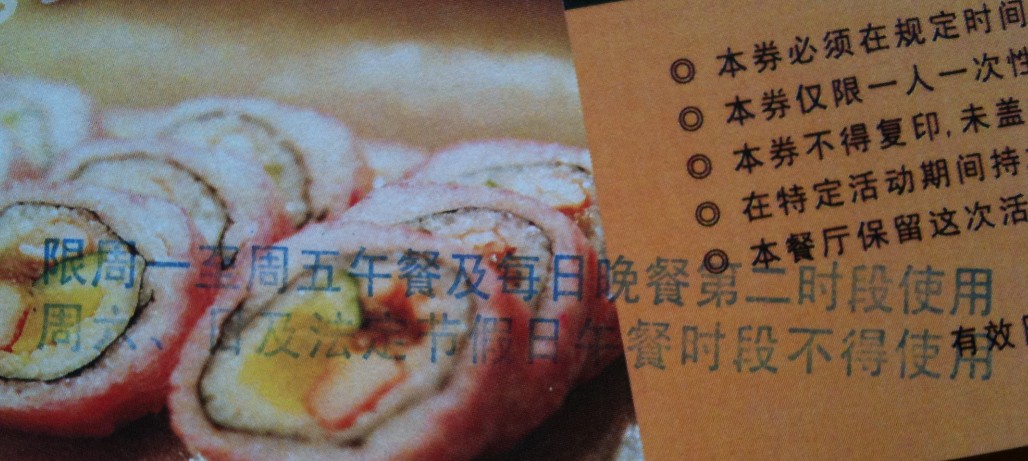 ◎ 本券必须在规定时间
◎ 本券仅限一人一次性
◎ 本券不得复印,未盖
◎ 在特定活动期间持
◎ 本餐厅保留这次活
限周一至周五午餐及每日晚餐第二时段使用
周六、日及法定节假日午餐时段不得使用
有效